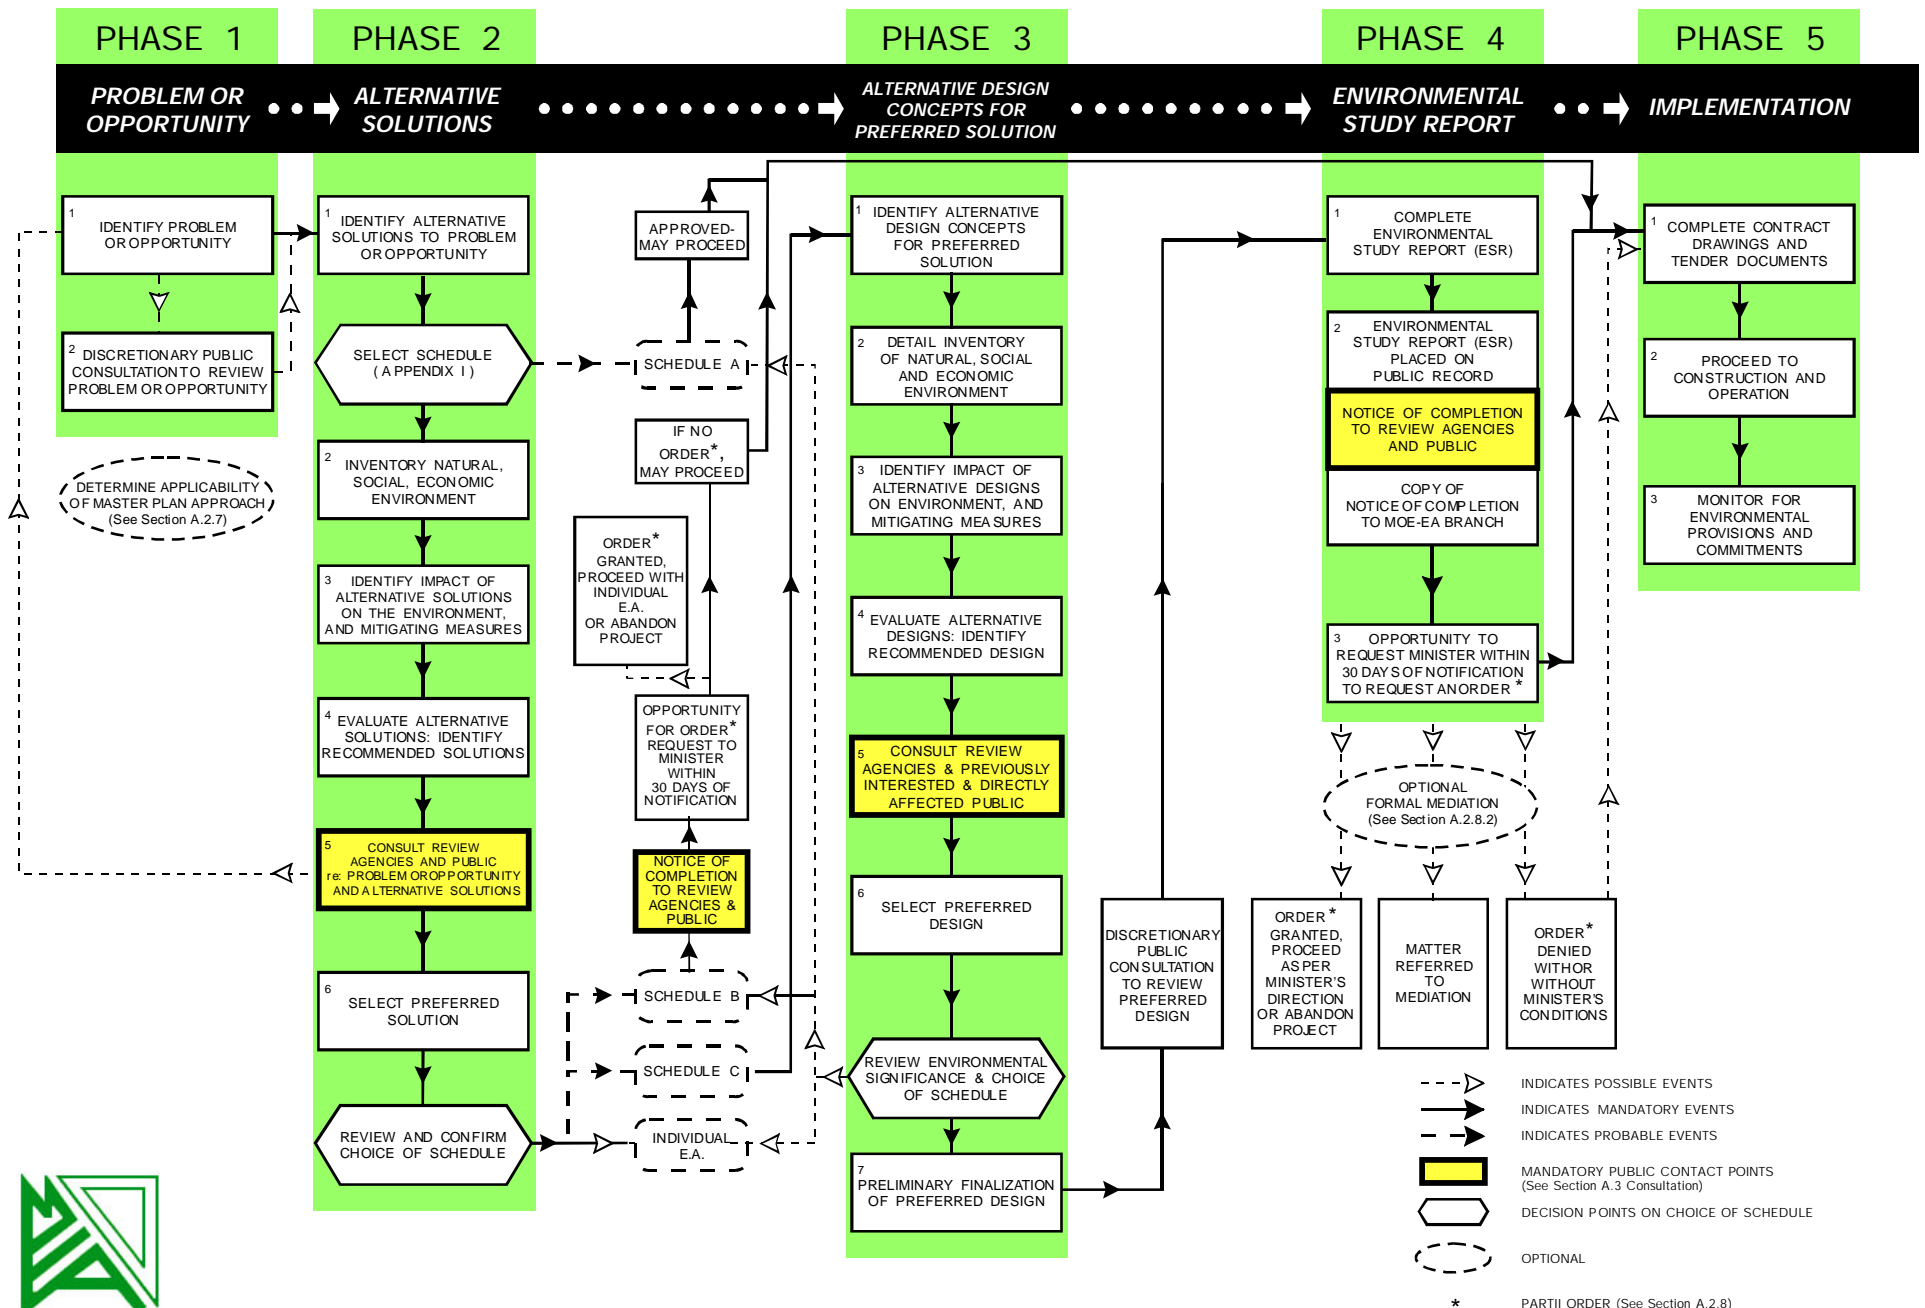 PHASE 1
PHASE 2
PHASE 3
PHASE 4
PHASE 5
PROBLEM OR
OPPORTUNITY
ALTERNATIVE
SOLUTIONS
ALTERNATIVE DESIGN
CONCEPTS FOR
PREFERRED SOLUTION
ENVIRONMENTAL
STUDY REPORT
IMPLEMENTATION
1
IDENTIFY PROBLEM
OR OPPORTUNITY
2
DISCRETIONARY PUBLIC
CONSULTATION TO REVIEW
PROBLEM OR OPPORTUNITY
DETERMINE APPLICABILITY
OF MASTER PLAN APPROACH
(See Section A.2.7)
1
IDENTIFY ALTERNATIVE
SOLUTIONS TO PROBLEM
OR OPPORTUNITY
SELECT SCHEDULE
( APPENDIX I )
2
INVENTORY NATURAL,
SOCIAL, ECONOMIC
ENVIRONMENT
3
IDENTIFY IMPACT OF
ALTERNATIVE SOLUTIONS
ON THE ENVIRONMENT,
AND MITIGATING MEASURES
4
EVALUATE ALTERNATIVE
SOLUTIONS: IDENTIFY
RECOMMENDED SOLUTIONS
5
CONSULT REVIEW
AGENCIES AND PUBLIC
re: PROBLEM OR OPPORTUNITY
AND ALTERNATIVE SOLUTIONS
6
SELECT PREFERRED
SOLUTION
REVIEW AND CONFIRM
CHOICE OF SCHEDULE
APPROVED-
MAY PROCEED
SCHEDULE A
IF NO
ORDER*,
MAY PROCEED
ORDER*
GRANTED,
PROCEED WITH
INDIVIDUAL
E.A.
OR ABANDON
PROJECT
OPPORTUNITY
FOR ORDER*
REQUEST TO
MINISTER
WITHIN
30 DAYS OF
NOTIFICATION
NOTICE OF
COMPLETION
TO REVIEW
AGENCIES &
PUBLIC
SCHEDULE B
SCHEDULE C
INDIVIDUAL
E.A.
1
IDENTIFY ALTERNATIVE
DESIGN CONCEPTS
FOR PREFERRED
SOLUTION
2
DETAIL INVENTORY
OF NATURAL, SOCIAL
AND ECONOMIC
ENVIRONMENT
3
IDENTIFY IMPACT OF
ALTERNATIVE DESIGNS
ON ENVIRONMENT, AND
MITIGATING MEASURES
4
EVALUATE ALTERNATIVE
DESIGNS: IDENTIFY
RECOMMENDED DESIGN
5
CONSULT REVIEW
AGENCIES & PREVIOUSLY
INTERESTED & DIRECTLY
AFFECTED PUBLIC
6
SELECT PREFERRED
DESIGN
REVIEW ENVIRONMENTAL
SIGNIFICANCE & CHOICE
OF SCHEDULE
7
PRELIMINARY FINALIZATION
OF PREFERRED DESIGN
DISCRETIONARY
PUBLIC
CONSULTATION
TO REVIEW
PREFERRED
DESIGN
1
COMPLETE
ENVIRONMENTAL
STUDY REPORT (ESR)
2
ENVIRONMENTAL
STUDY REPORT (ESR)
PLACED ON
PUBLIC RECORD
NOTICE OF COMPLETION
TO REVIEW AGENCIES
AND PUBLIC
COPY OF
NOTICE OF COMPLETION
TO MOE-EA BRANCH
3
OPPORTUNITY TO
REQUEST MINISTER WITHIN
30 DAYS OF NOTIFICATION
TO REQUEST AN ORDER *
OPTIONAL
FORMAL MEDIATION
(See Section A.2.8.2)
ORDER *
GRANTED,
PROCEED
AS PER
MINISTER'S
DIRECTION
OR ABANDON
PROJECT
MATTER
REFERRED
TO
MEDIATION
ORDER*
DENIED
WITH OR
WITHOUT
MINISTER'S
CONDITIONS
1
COMPLETE CONTRACT
DRAWINGS AND
TENDER DOCUMENTS
2
PROCEED TO
CONSTRUCTION AND
OPERATION
3
MONITOR FOR
ENVIRONMENTAL
PROVISIONS AND
COMMITMENTS
INDICATES POSSIBLE EVENTS
INDICATES MANDATORY EVENTS
INDICATES PROBABLE EVENTS
MANDATORY PUBLIC CONTACT POINTS
(See Section A.3 Consultation)
DECISION POINTS ON CHOICE OF SCHEDULE
OPTIONAL
* PART II ORDER (See Section A.2.8)
MEA